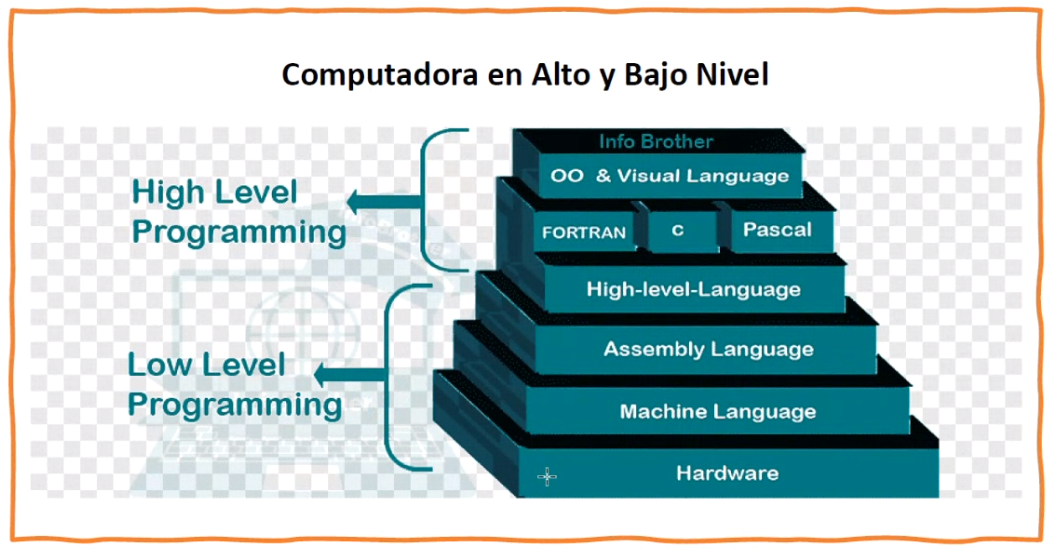 Computadora en Alto y Bajo Nivel
High Level
Programming
Info Brother
OO & Visual Language
FORTRAN
c
Pascal
High-level-Language
Low Level
Programming
Assembly Language
Machine Language
Hardware